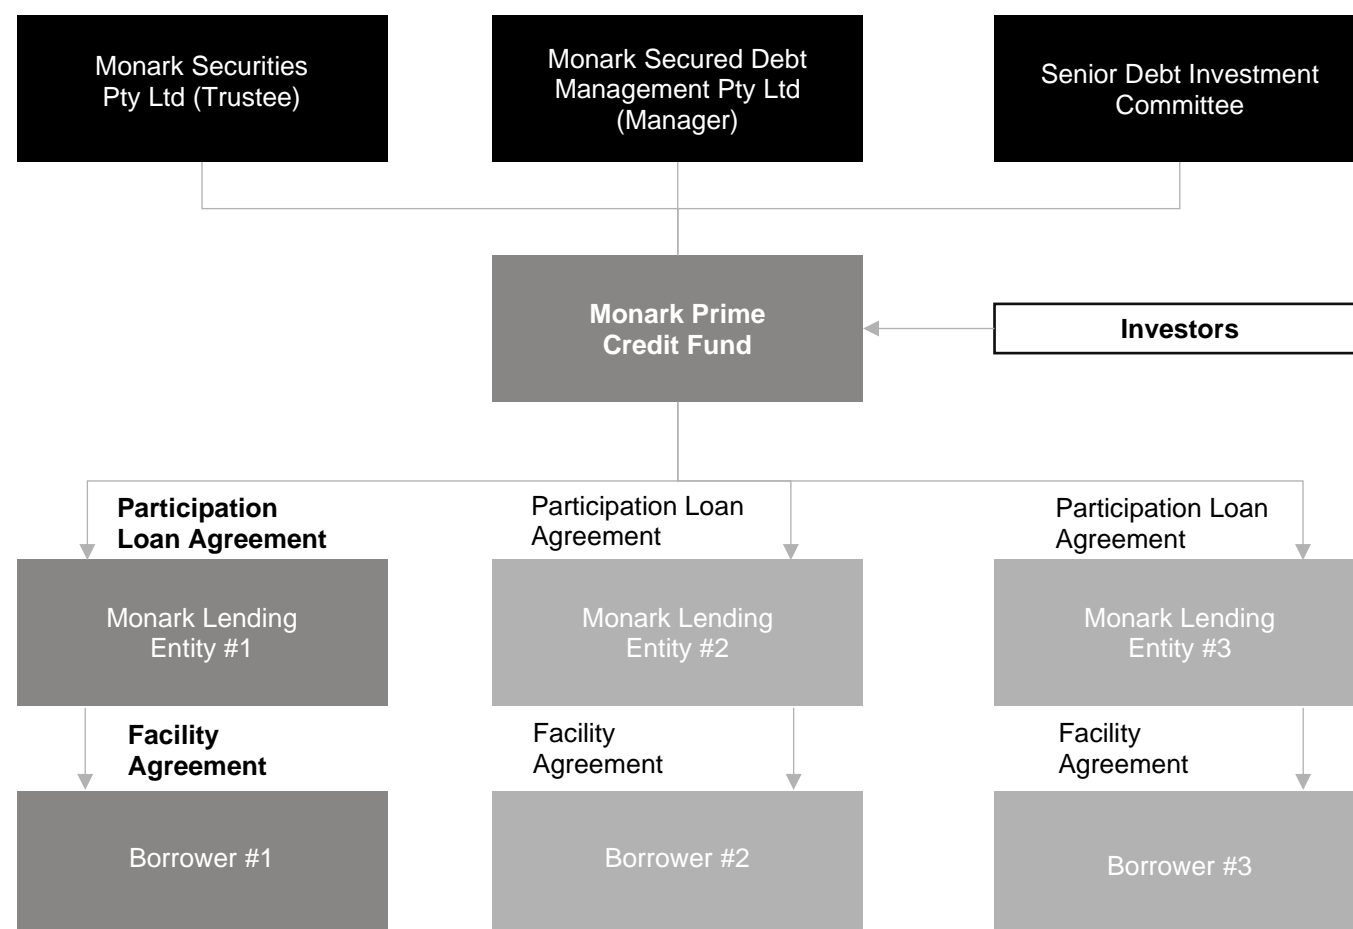 Monark Securities
Pty Ltd (Trustee)
Monark Secured Debt
Management Pty Ltd
(Manager)
Senior Debt Investment
Committee
Monark Prime
Credit Fund
Investors
Participation
Loan Agreement
Participation Loan
Agreement
Participation Loan
Agreement
Monark Lending
Entity #1
Monark Lending
Entity #2
Monark Lending
Entity #3
Facility
Agreement
Facility
Agreement
Facility
Agreement
Borrower #1
Borrower #2
Borrower #3